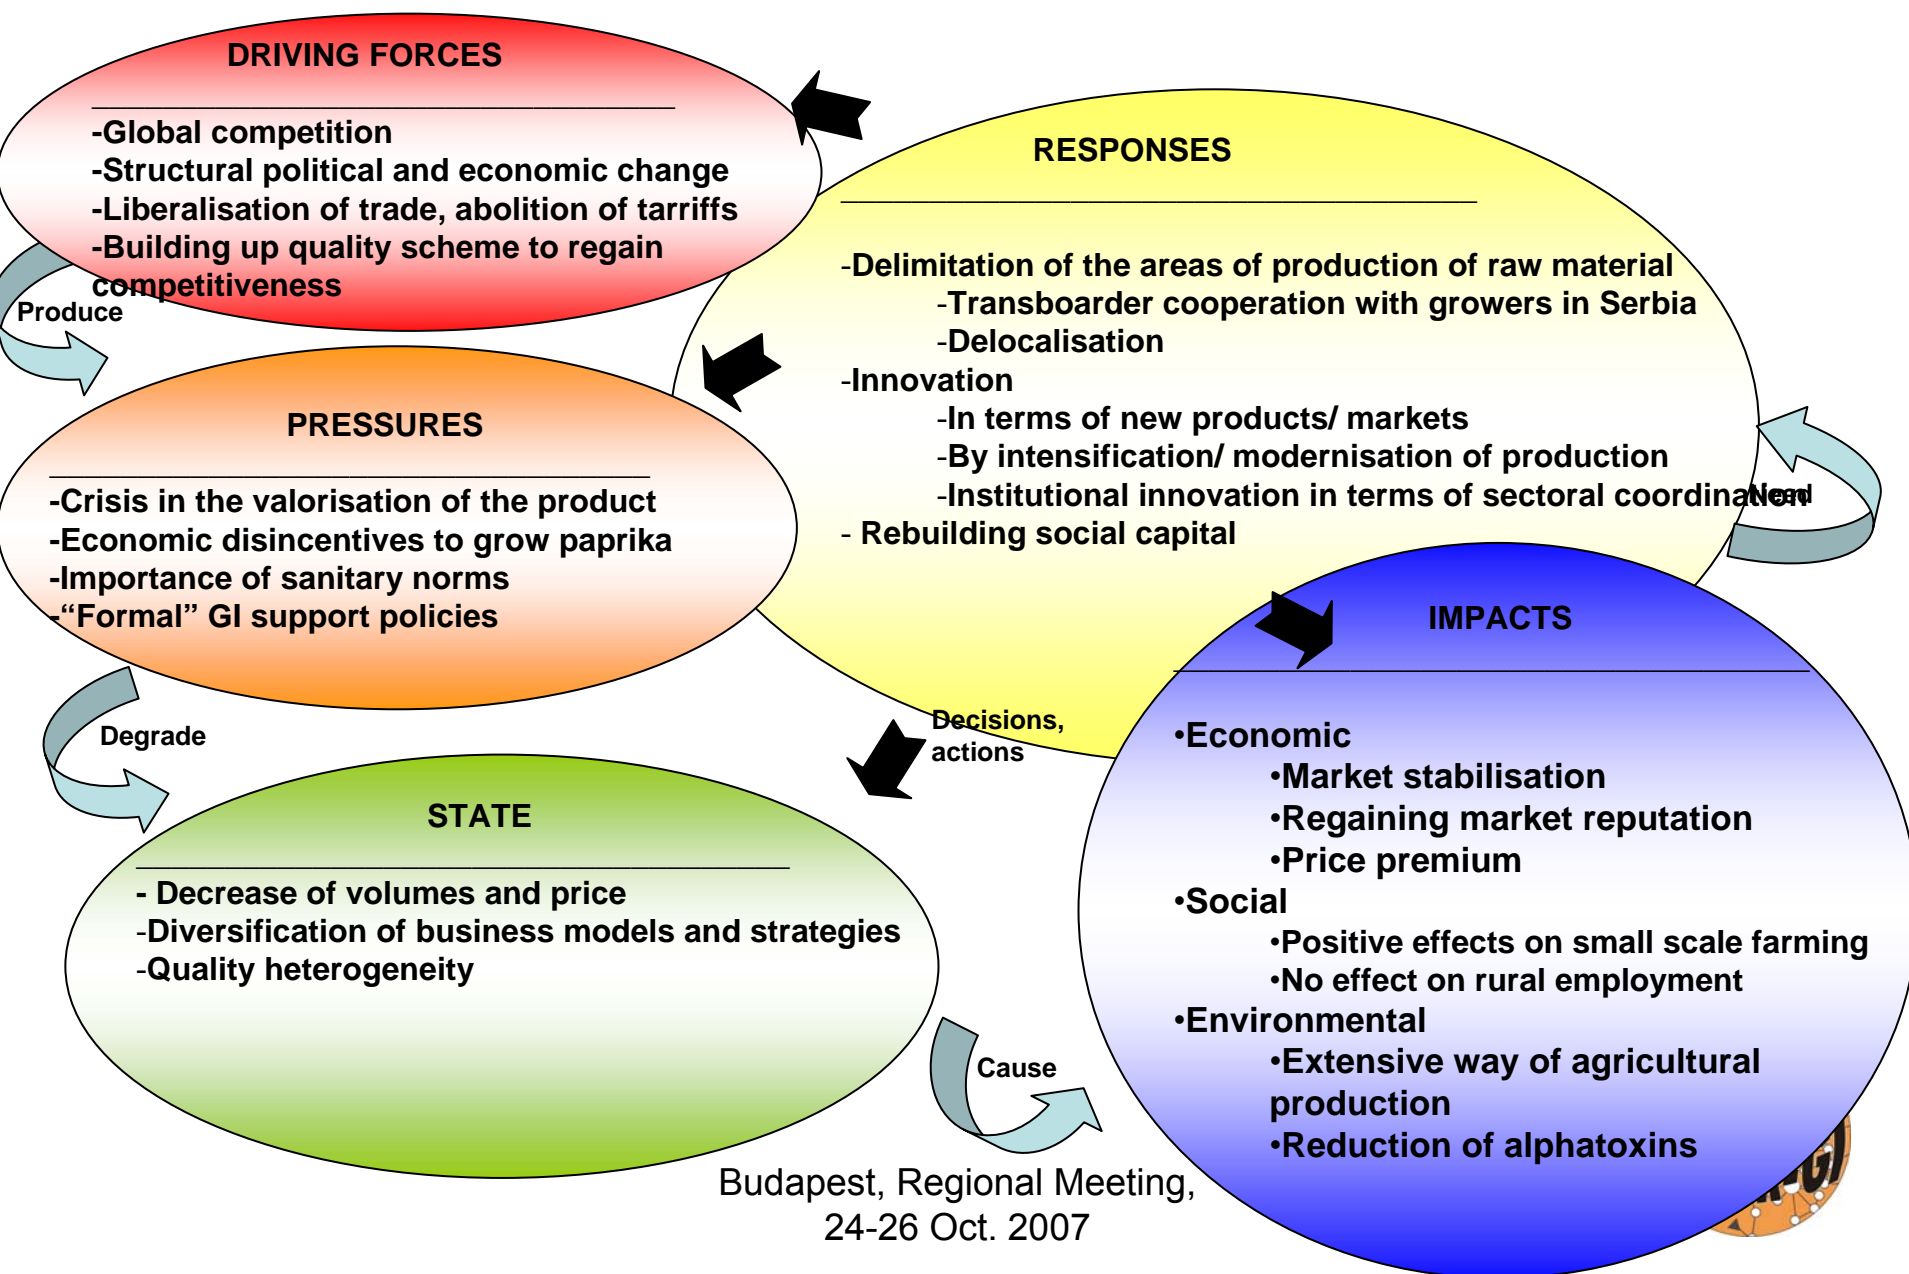 DRIVING FORCES
-Global competition
-Structural political and economic change
-Liberalisation of trade, abolition of tarriffs
-Building up quality scheme to regain
competitiveness
Produce
PRESSURES
-Crisis in the valorisation of the product
-Economic disincentives to grow paprika
-Importance of sanitary norms
-“Formal” GI support policies
Degrade
STATE
- Decrease of volumes and price
-Diversification of business models and strategies
-Quality heterogeneity
Cause
RESPONSES
-Delimitation of the areas of production of raw material
-Transboarder cooperation with growers in Serbia
-Delocalisation
-Innovation
-In terms of new products/ markets
-By intensification/ modernisation of production
-Institutional innovation in terms of sectoral coordination
- Rebuilding social capital
Need
Decisions,
actions
IMPACTS
•Economic
•Market stabilisation
•Regaining market reputation
•Price premium
•Social
•Positive effects on small scale farming
•No effect on rural employment
•Environmental
•Extensive way of agricultural
production
•Reduction of alphatoxins
Budapest, Regional Meeting,
24-26 Oct. 2007